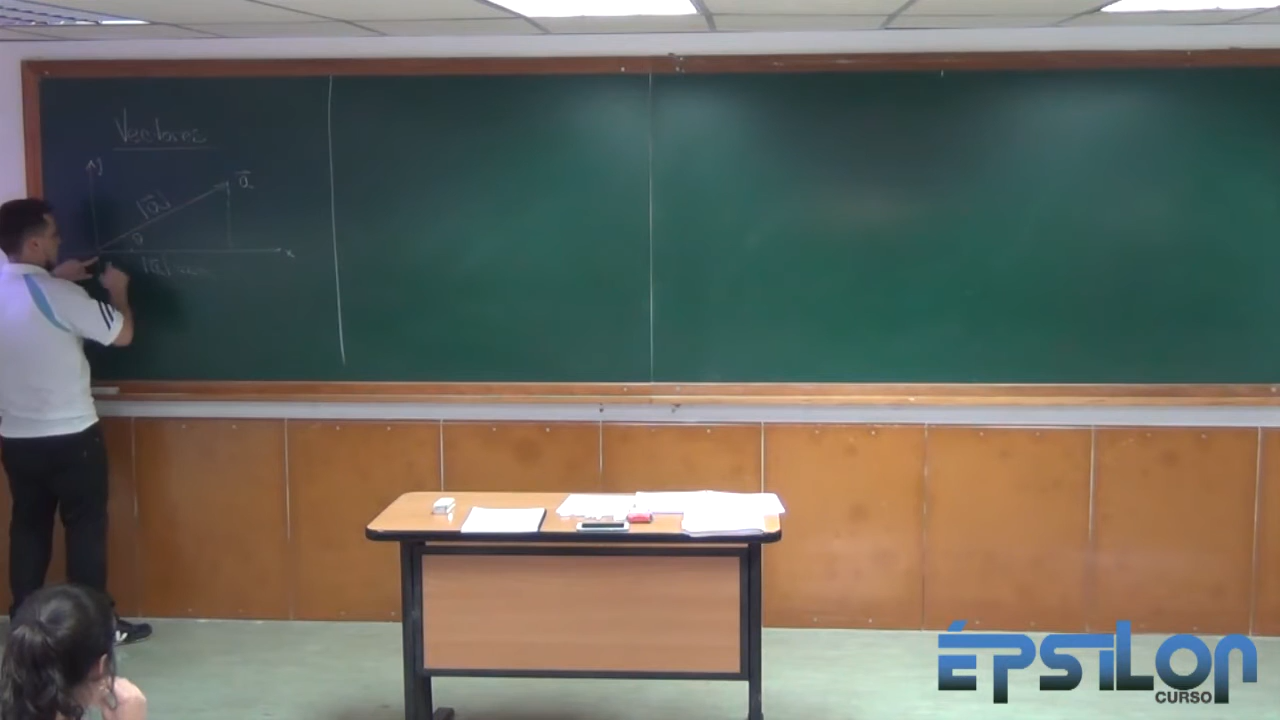 Vectores
y
a⃗
|a⃗|
θ
x
|a⃗|
ÉPSILON
CURSO